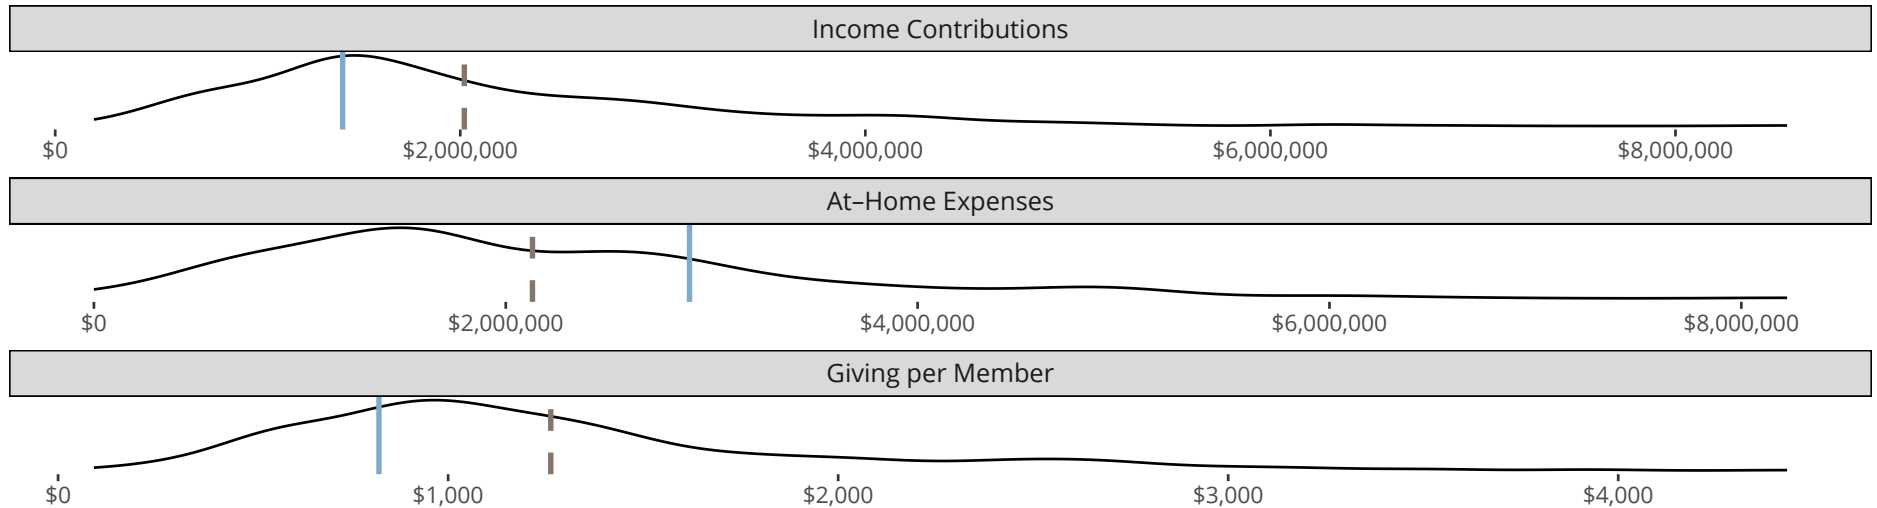 Income Contributions
$0 $2,000,000 $4,000,000 $6,000,000 $8,000,000
At–Home Expenses
$0 $2,000,000 $4,000,000 $6,000,000 $8,000,000
Giving per Member
$0 $1,000 $2,000 $3,000 $4,000